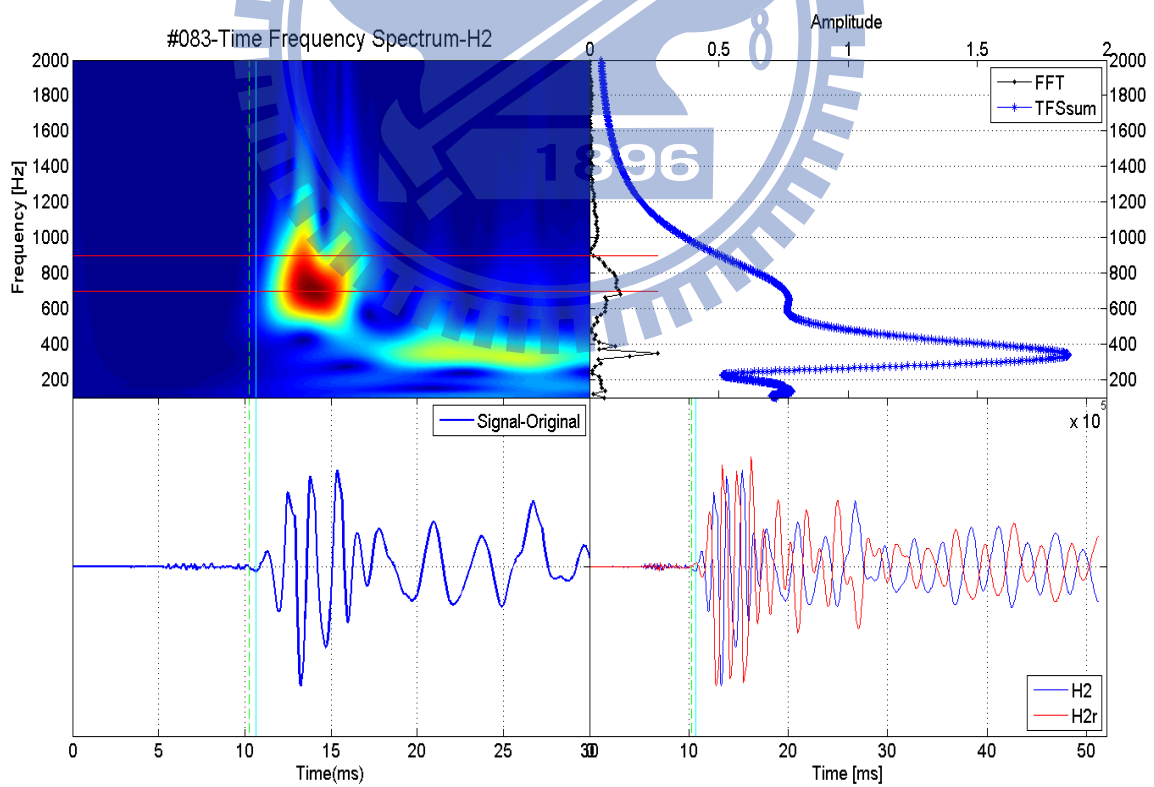 #083-Time Frequency Spectrum-H2
Amplitude
0 0.5 1 1.5 2
2000
1800
1600
1400
1200
1000
800
600
400
200
Frequency [Hz]
FFT
TFSsum
2000
1800
1600
1400
1200
1000
800
600
400
200
1896
Signal-Original
x 10^5
H2
H2r
0 5 10 15 20 25 30
Time(ms)
0 10 20 30 40 50
Time [ms]